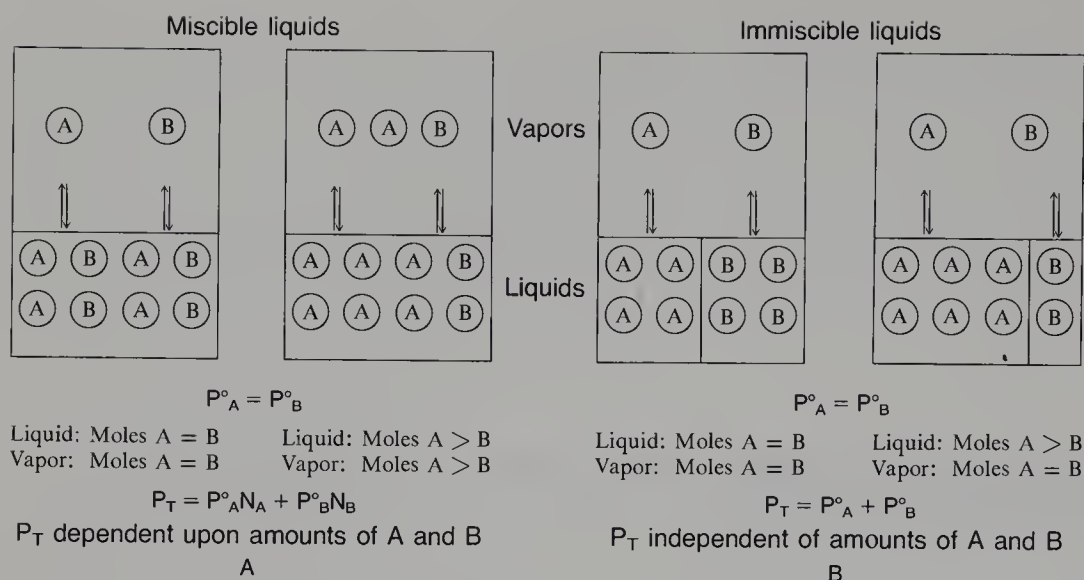 Miscible liquids
Immiscible liquids
A B
A A B
Vapors
A B
A B
A B A B
A B A B
A A A B
A A A B
Liquids
A A B B
A A B B
A A A B
A A A B
P°A = P°B
Liquid: Moles A = B
Vapor: Moles A = B
Liquid: Moles A > B
Vapor: Moles A > B
PT = P°ANA + P°BNB
PT dependent upon amounts of A and B
A
P°A = P°B
Liquid: Moles A = B
Vapor: Moles A = B
Liquid: Moles A > B
Vapor: Moles A = B
PT = P°A + P°B
PT independent of amounts of A and B
B